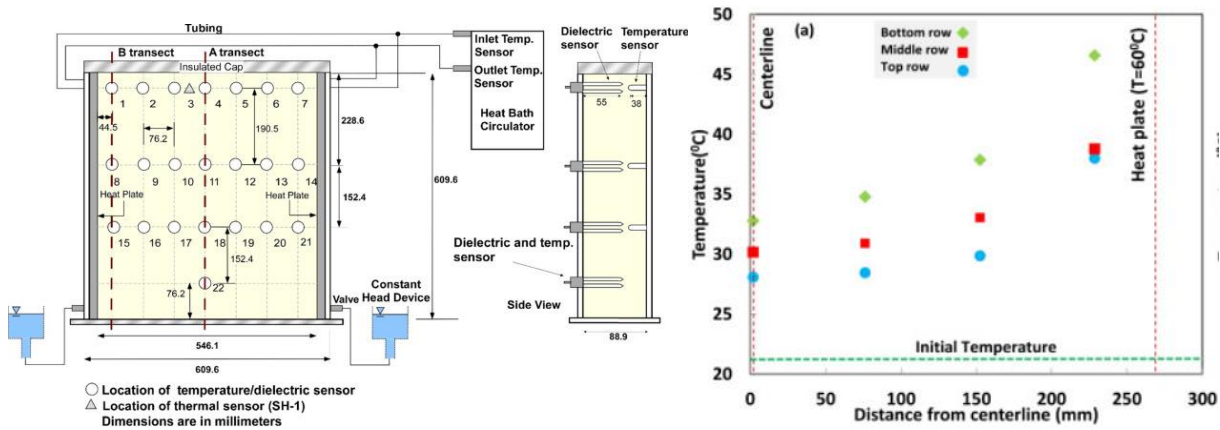 Tubing
B transect
A transect
Insulated Cap
Inlet Temp.
Sensor
Outlet Temp.
Sensor
Heat Bath
Circulator
1
2
3
4
5
6
7
44.5
76.2
190.5
228.6
8
9
10
11
12
13
14
Heat Plate
Heat Plate
152.4
609.6
15
16
17
18
19
20
21
152.4
22
76.2
Valve
Constant
Head Device
546.1
609.6
Location of temperature/dielectric sensor
Location of thermal sensor (SH-1)
Dimensions are in millimeters
Dielectric
sensor
Temperature
sensor
55
38
Dielectric and temp.
sensor
Side View
88.9
(a)
Bottom row
Middle row
Top row
Centerline
Heat plate (T=60⁰C)
Initial Temperature
Temperature(⁰C)
50
45
40
35
30
25
20
0
50
100
150
200
250
300
Distance from centerline (mm)